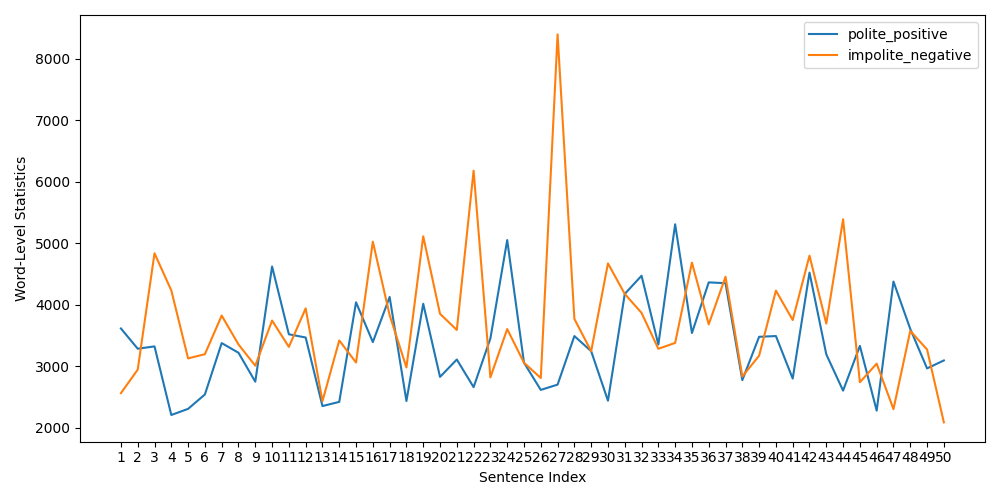 polite_positive
impolite_negative
8000
7000
6000
5000
4000
3000
2000
Word-Level Statistics
1 2 3 4 5 6 7 8 9 10 11 12 13 14 15 16 17 18 19 20 21 22 23 24 25 26 27 28 29 30 31 32 33 34 35 36 37 38 39 40 41 42 43 44 45 46 47 48 49 50
Sentence Index